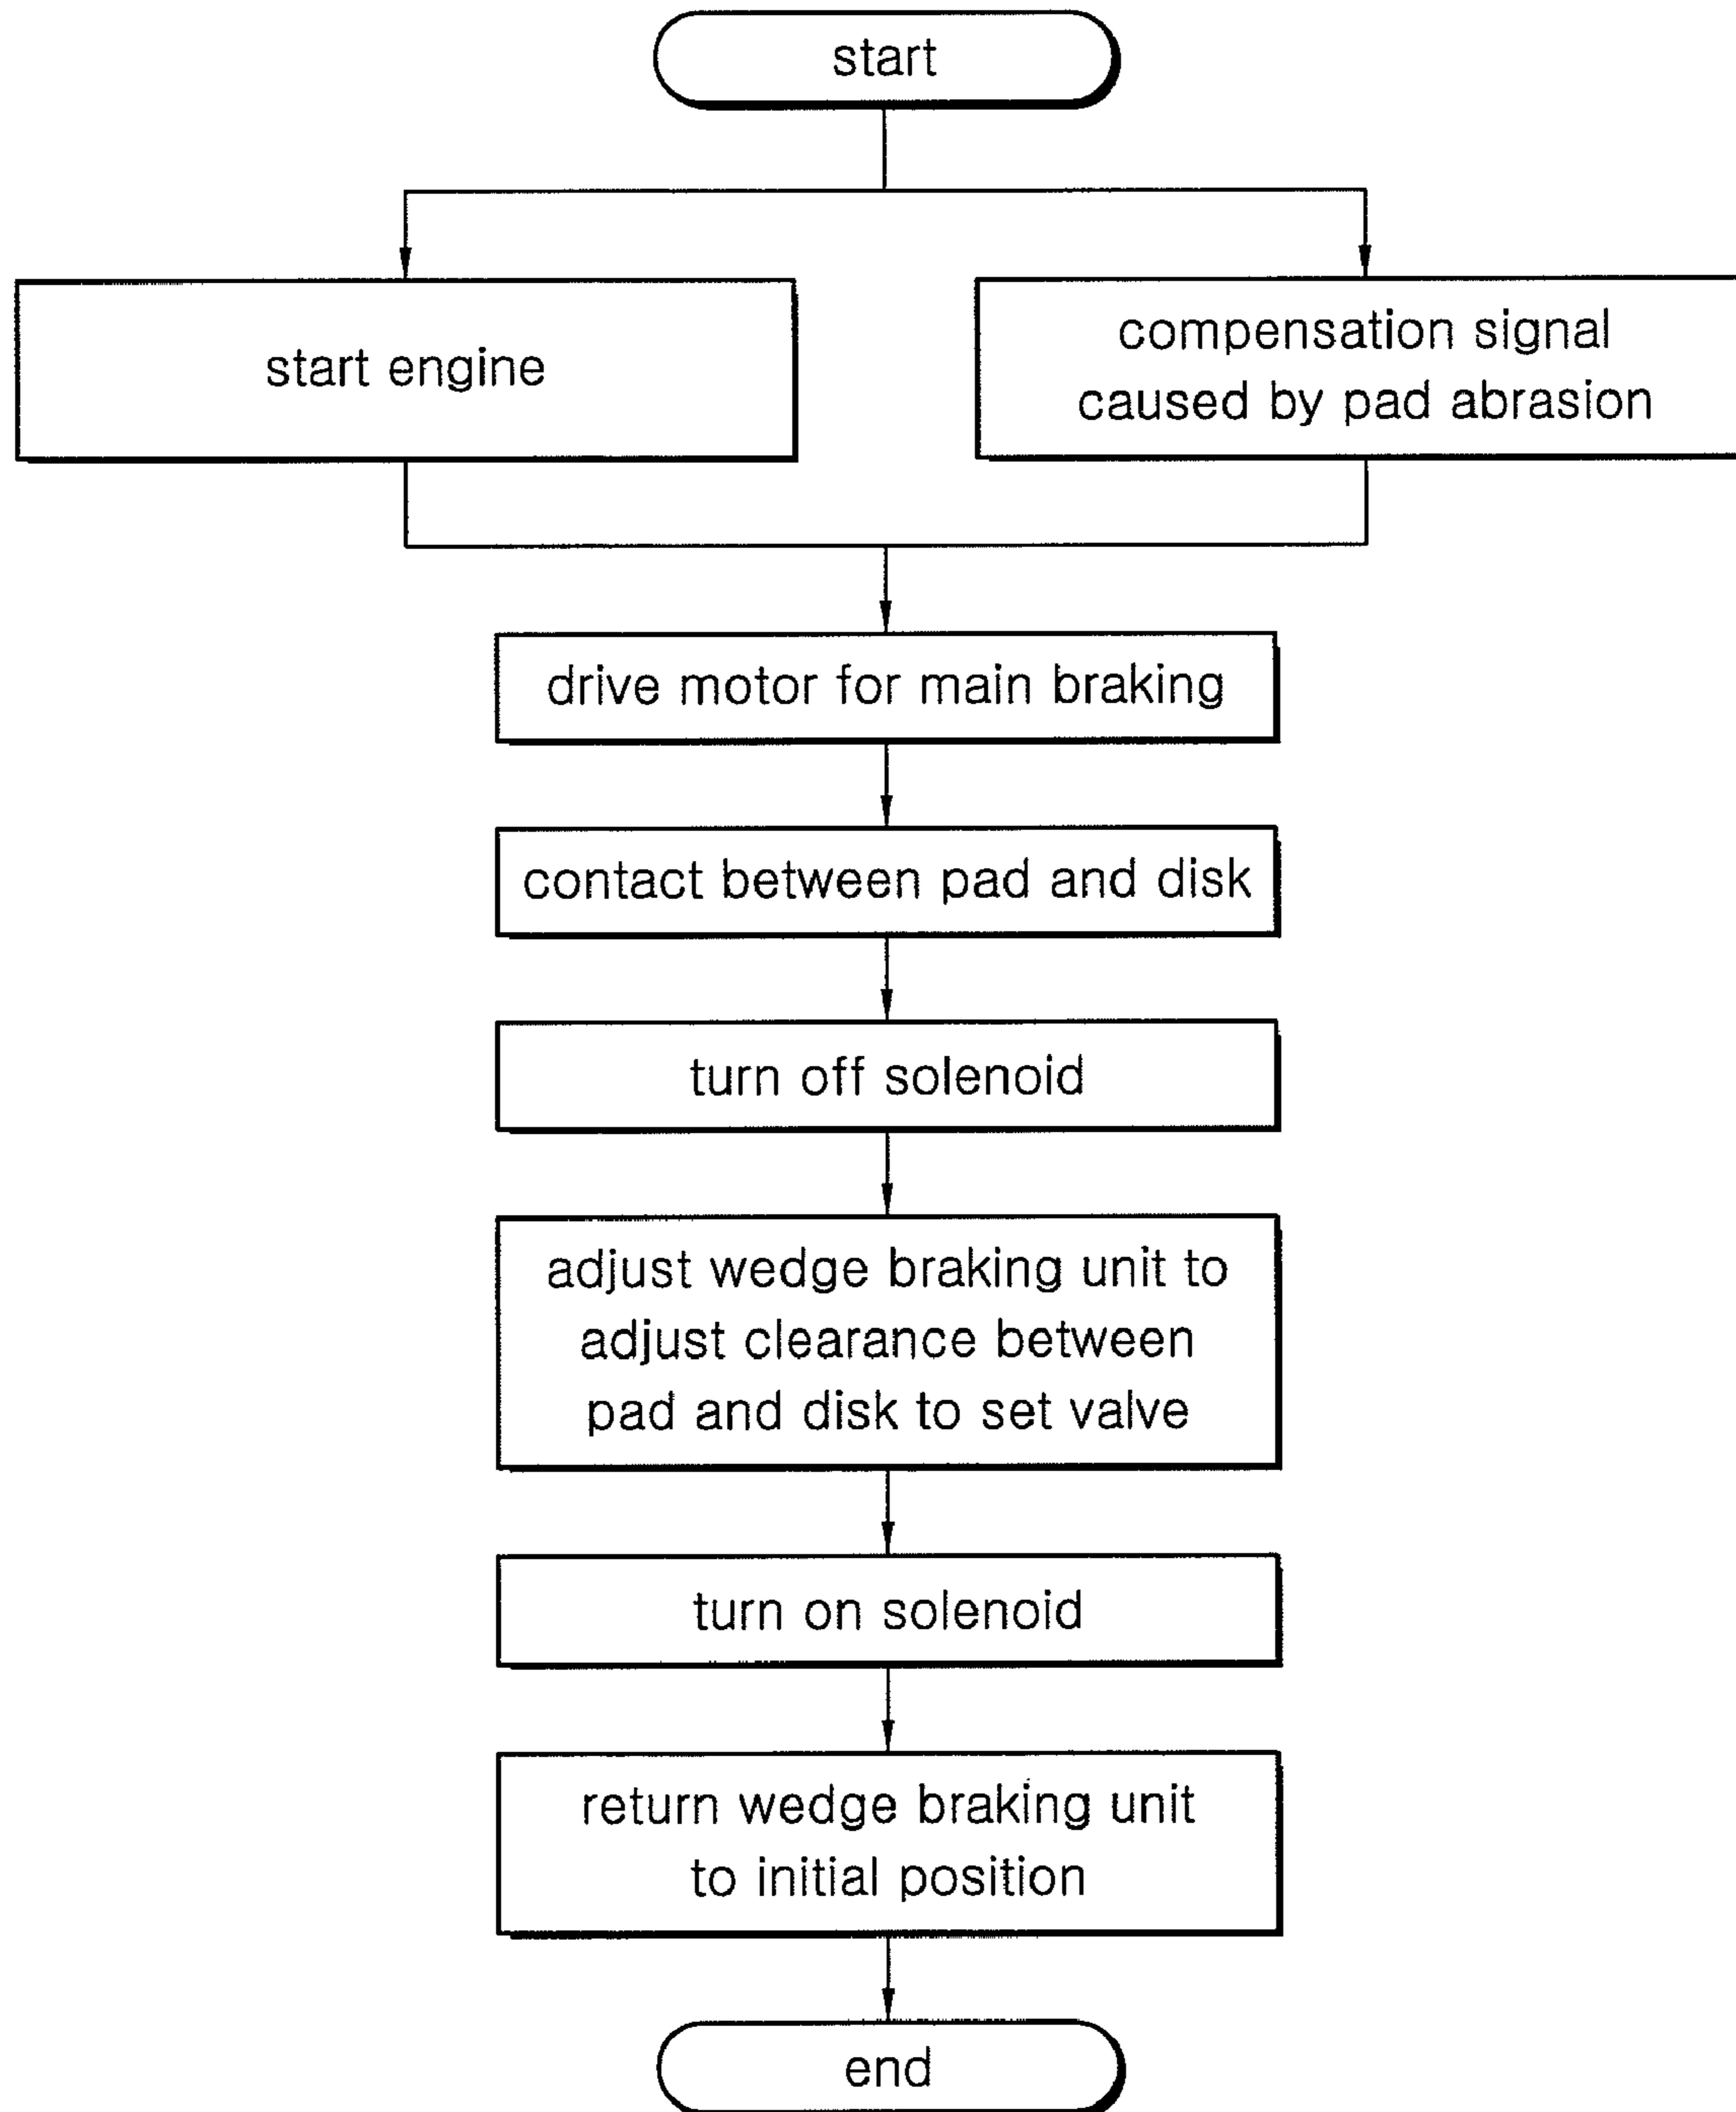 start
start engine
compensation signal
caused by pad abrasion
drive motor for main braking
contact between pad and disk
turn off solenoid
adjust wedge braking unit to
adjust clearance between
pad and disk to set valve
turn on solenoid
return wedge braking unit
to initial position
end